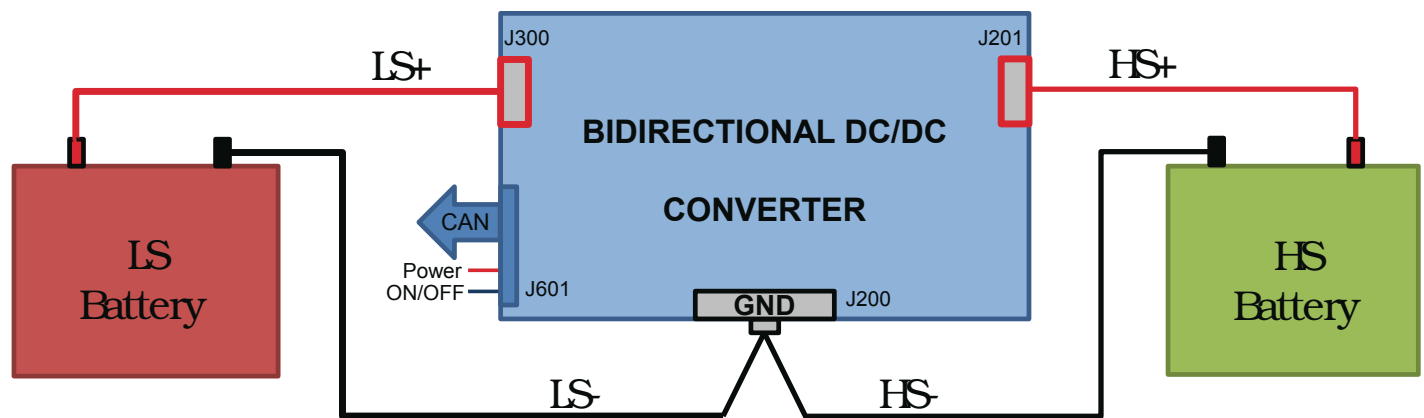 J300
J201
LS+
HS+
BIDIRECTIONAL DC/DC
CONVERTER
CAN
LS
Battery
HS
Battery
Power
ON/OFF
J601
GND
J200
LS-
HS-